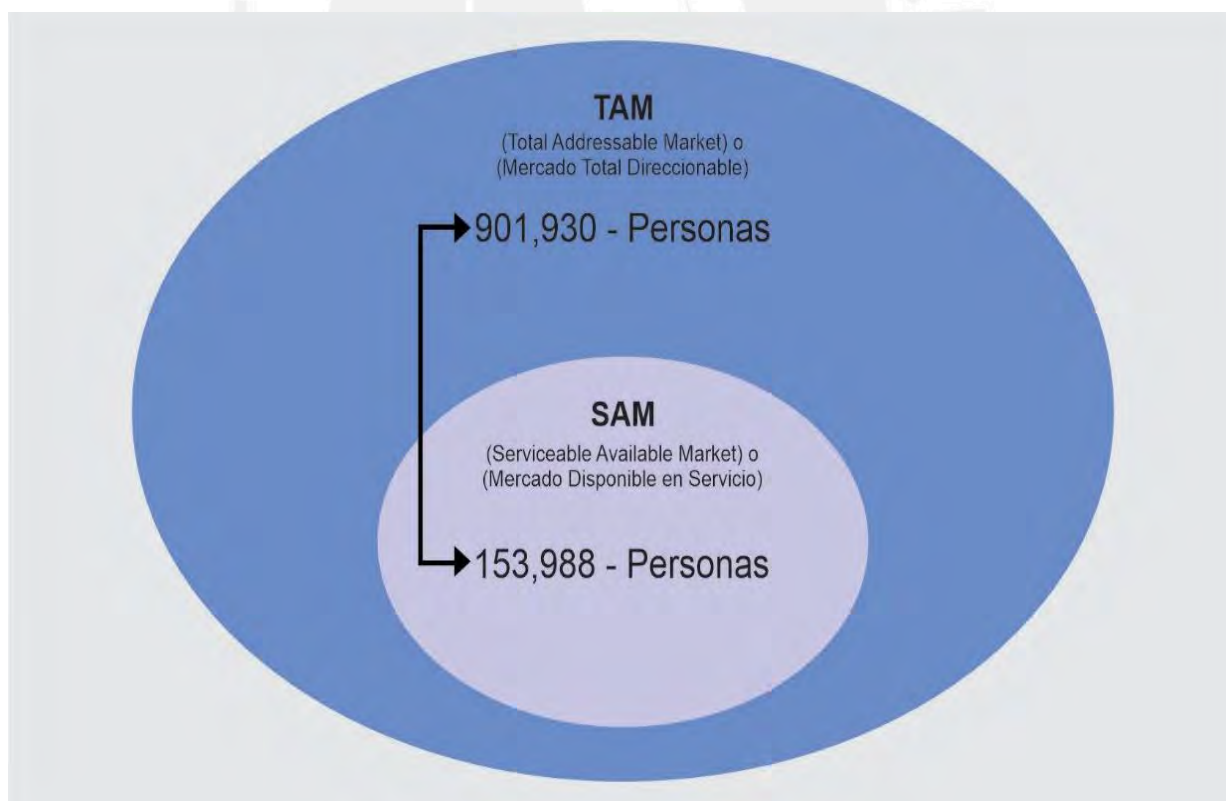 TAM
(Total Addressable Market) o
(Mercado Total Direccionable)
901,930 - Personas
SAM
(Serviceable Available Market) o
(Mercado Disponible en Servicio)
153,988 - Personas